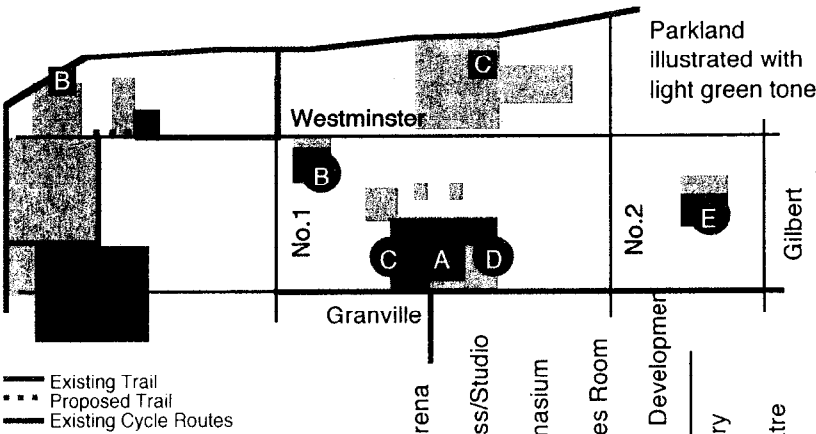 Parkland
illustrated with
light green tone
B
C
Westminster
B
No.1
No.2
E
Gilbert
C
A
D
Granville
Existing Trail
Proposed Trail
Existing Cycle Routes
rena
ss/Studio
nasium
es Room
Developmen
ry
tre